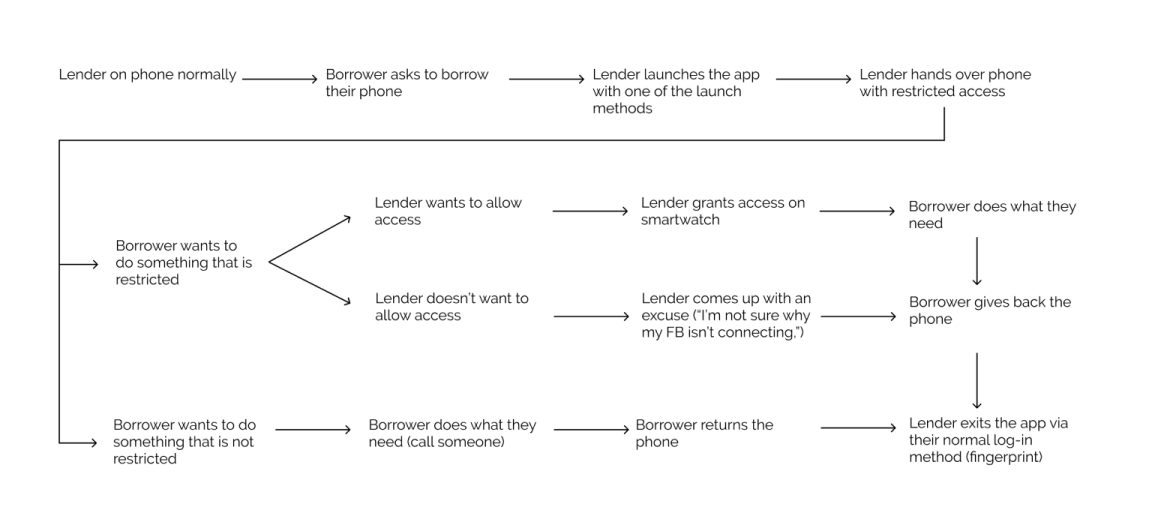 Lender on phone normally
Borrower asks to borrow
their phone
Lender launches the app
with one of the launch
methods
Lender hands over phone
with restricted access
Borrower wants to
do something that is
restricted
Lender wants to allow
access
Lender grants access on
smartwatch
Borrower does what they
need
Lender doesn't want to
allow access
Lender comes up with an
excuse ("I'm not sure why
my FB isn't connecting.")
Borrower gives back the
phone
Borrower wants to do
something that is not
restricted
Borrower does what they
need (call someone)
Borrower returns the
phone
Lender exits the app via
their normal log-in
method (fingerprint)